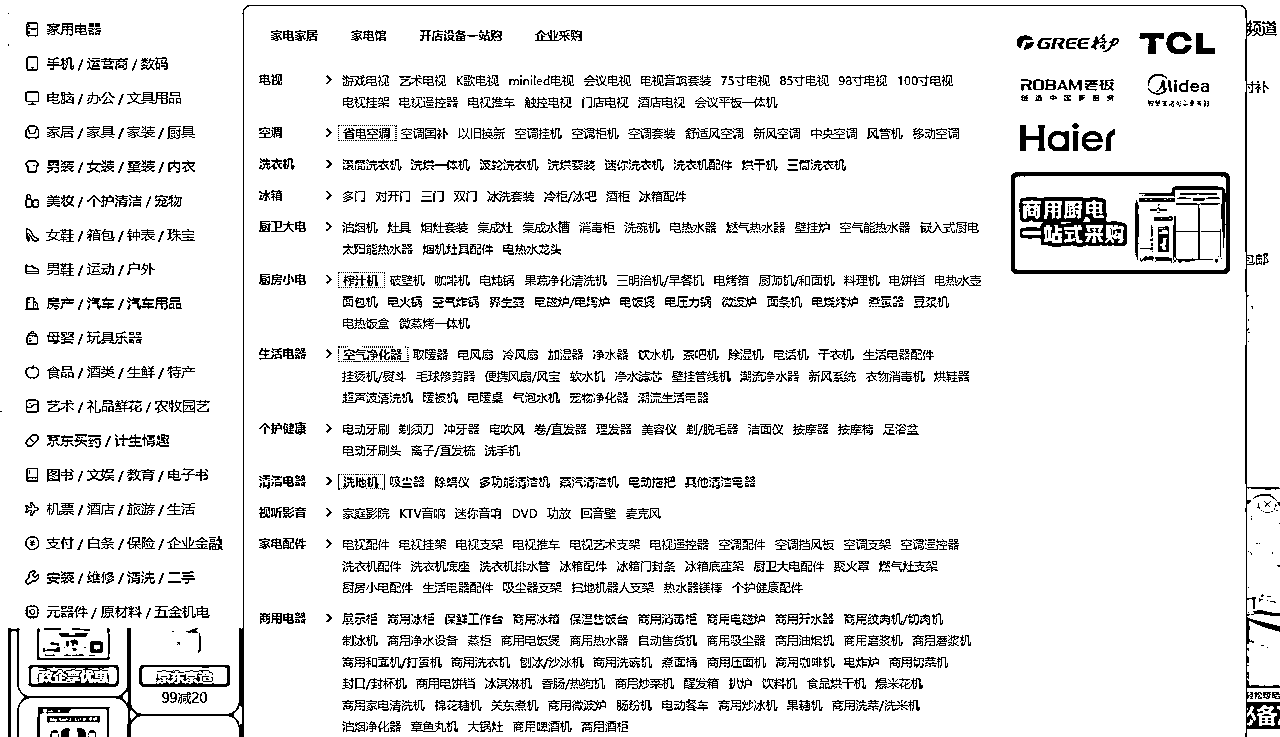 家用电器
手机 / 运营商 / 数码
电脑 / 办公 / 文具用品
家居 / 家具 / 家装 / 厨具
男装 / 女装 / 童装 / 内衣
美妆 / 个护清洁 / 宠物
女鞋 / 箱包 / 钟表 / 珠宝
男鞋 / 运动 / 户外
房产 / 汽车 / 汽车用品
母婴 / 玩具乐器
食品 / 酒类 / 生鲜 / 特产
艺术 / 礼品鲜花 / 农牧园艺
京东买药 / 计生情趣
图书 / 文娱 / 教育 / 电子书
机票 / 酒店 / 旅游 / 生活
支付 / 白条 / 保险 / 企业金融
安装 / 维修 / 清洗 / 二手
元器件 / 原材料 / 五金机电
政企享优惠
京东京造
99减20
家电家居 家电馆 开店设备一站购 企业采购
电视 > 游戏电视 艺术电视 K歌电视 miniled电视 会议电视 电视音响套装 75寸电视 85寸电视 98寸电视 100寸电视
电视挂架 电视遥控器 电视推车 触控电视 门店电视 酒店电视 会议平板一体机
空调 > 省电空调 空调国补 以旧换新 空调挂机 空调柜机 空调套装 舒适风空调 新风空调 中央空调 风管机 移动空调
洗衣机 > 滚筒洗衣机 洗烘一体机 波轮洗衣机 洗烘套装 迷你洗衣机 洗衣机配件 烘干机 三筒洗衣机
冰箱 > 多门 对开门 三门 双门 冰洗套装 冷柜/冰吧 酒柜 冰箱配件
厨卫大电 > 油烟机 灶具 烟灶套装 集成灶 集成水槽 消毒柜 洗碗机 电热水器 燃气热水器 壁挂炉 空气能热水器 嵌入式厨电
太阳能热水器 烟机灶具配件 电热水龙头
厨房小电 > 榨汁机 破壁机 咖啡机 电炖锅 果蔬净化清洗机 三明治机/早餐机 电烤箱 厨师机/和面机 料理机 电饼铛 电热水壶
面包机 电火锅 空气炸锅 养生壶 电磁炉/电陶炉 电饭煲 电压力锅 微波炉 面条机 电烧烤炉 煮蛋器 豆浆机
电热饭盒 微蒸烤一体机
生活电器 > 空气净化器 取暖器 电风扇 冷风扇 加湿器 净水器 饮水机 茶吧机 除湿机 电话机 干衣机 生活电器配件
挂烫机/熨斗 毛球修剪器 便携风扇/风宝 软水机 净水滤芯 壁挂管线机 潮流净水器 新风系统 衣物消毒机 烘鞋器
超声波清洗机 暖被机 电暖桌 气泡水机 宠物净化器 潮流生活电器
个护健康 > 电动牙刷 剃须刀 冲牙器 电吹风 卷/直发器 理发器 美容仪 剃/脱毛器 洁面仪 按摩器 按摩椅 足浴盆
电动牙刷头 离子/直发梳 洗手机
清洁电器 > 洗地机 吸尘器 除螨仪 多功能清洁机 蒸汽清洁机 电动拖把 其他清洁电器
视听影音 > 家庭影院 KTV音响 迷你音响 DVD 功放 回音壁 麦克风
家电配件 > 电视配件 电视挂架 电视支架 电视推车 电视艺术支架 电视遥控器 空调配件 空调挡风板 空调支架 空调遥控器
洗衣机配件 洗衣机底座 洗衣机排水管 冰箱配件 冰箱门封条 冰箱底座架 厨卫大电配件 聚火罩 燃气灶支架
厨房小电配件 生活电器配件 吸尘器支架 扫地机器人支架 热水器镁棒 个护健康配件
商用电器 > 展示柜 商用冰柜 保鲜工作台 商用冰箱 保温售饭台 商用消毒柜 商用电磁炉 商用开水器 商用绞肉机/切肉机
制冰机 商用净水设备 蒸柜 商用电饭煲 商用热水器 自动售货机 商用吸尘器 商用油烟机 商用磨浆机 商用磨浆机
商用和面机/打蛋机 商用洗衣机 刨冰/炒冰机 商用洗碗机 煮面桶 商用压面机 商用咖啡机 电炸炉 商用切菜机
封口/封杯机 商用电饼铛 冰淇淋机 香肠/热狗机 商用炒菜机 醒发箱 扒炉 饮料机 食品烘干机 爆米花机
商用家电清洗机 棉花糖机 关东煮机 商用微波炉 肠粉机 电动餐车 商用炒冰机 果糖机 商用洗菜/洗米机
油烟净化器 章鱼丸机 大锅灶 商用啤酒机 商用酒柜
GREE格力 TCL
ROBAM老板 Midea
Haier
商用厨电
一站式采购
频道
包邮
必备